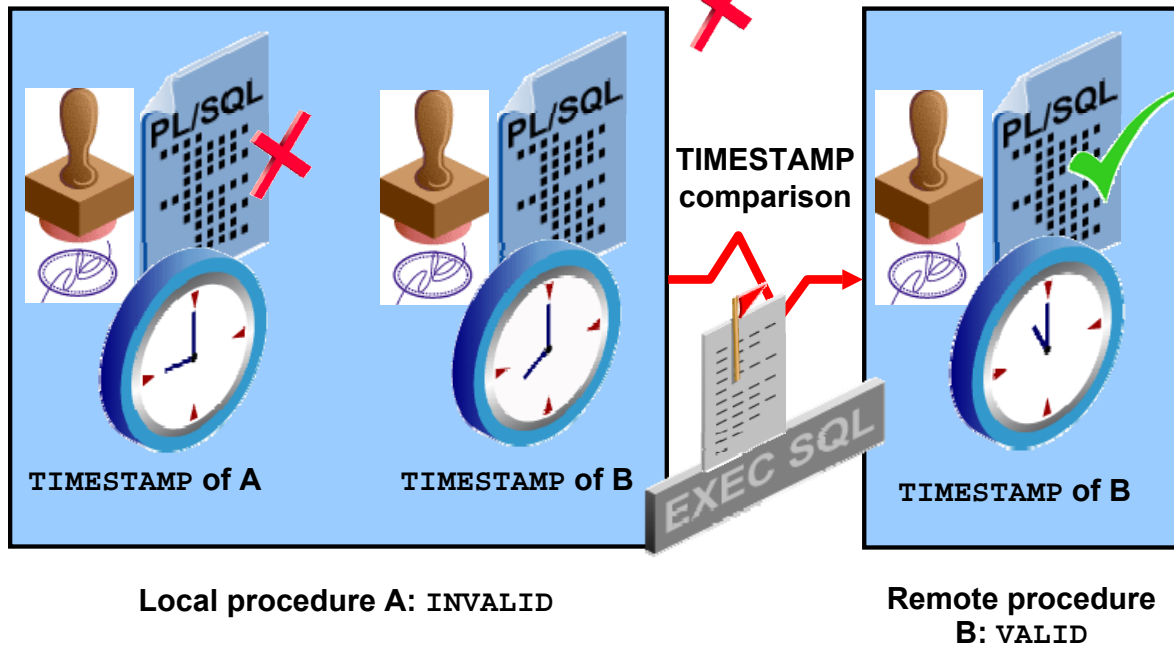 PL/SQL
PL/SQL
PL/SQL
TIMESTAMP
comparison
TIMESTAMP of A
TIMESTAMP of B
EXEC SQL
TIMESTAMP of B
Local procedure A: INVALID
Remote procedure
B: VALID